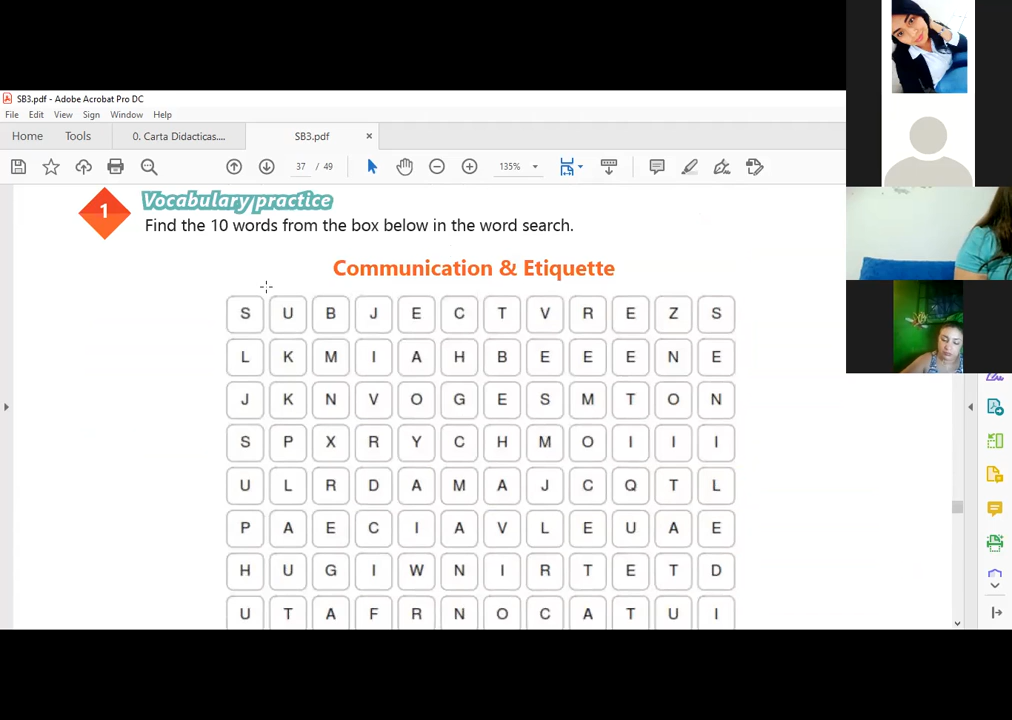 SB3.pdf - Adobe Acrobat Pro DC
File Edit View Sign Window Help
Home Tools 0. Carta Didacticas.... SB3.pdf ×
37 / 49 135%
1 Vocabulary practice
Find the 10 words from the box below in the word search.
Communication & Etiquette
S U B J E C T V R E Z S
L K M I A H B E E E N E
J K N V O G E S M T O N
S P X R Y C H M O I I I
U L R D A M A J C Q T L
P A E C I A V L E U A E
H U G I W N I R T E T D
U T A F R N O C A T U I